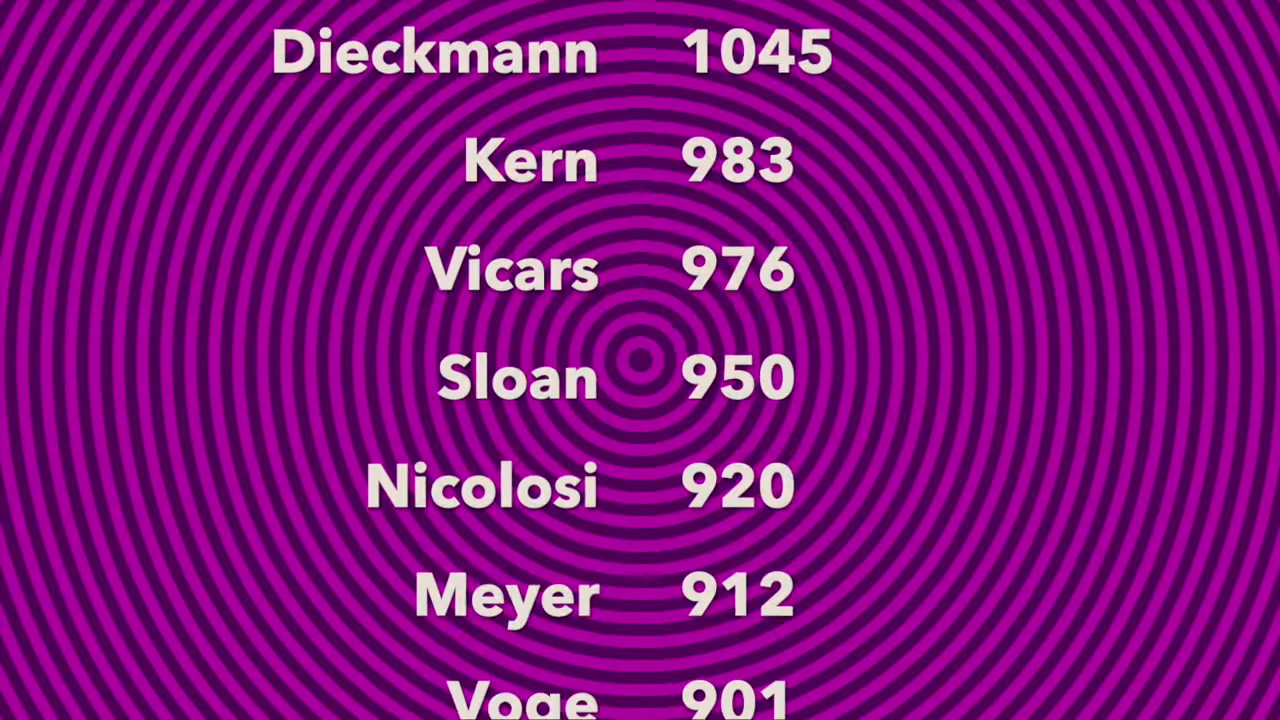 Dieckmann 1045
Kern 983
Vicars 976
Sloan 950
Nicolosi 920
Meyer 912
Voge 901